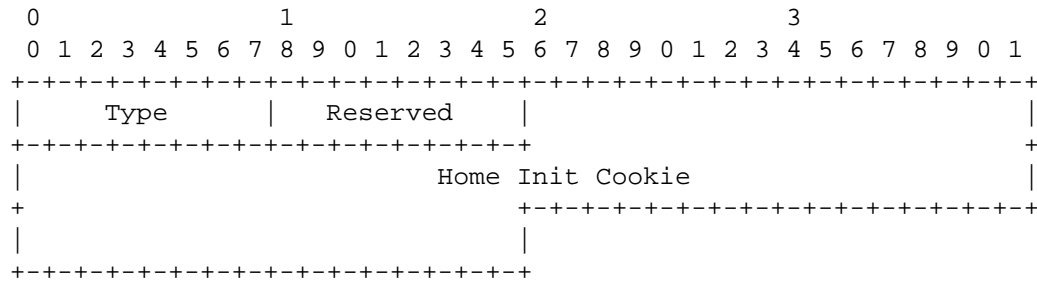 0                   1                   2                   3
 0 1 2 3 4 5 6 7 8 9 0 1 2 3 4 5 6 7 8 9 0 1 2 3 4 5 6 7 8 9 0 1
+-+-+-+-+-+-+-+-+-+-+-+-+-+-+-+-+-+-+-+-+-+-+-+-+-+-+-+-+-+-+-+-+
|     Type      |   Reserved    |                               |
+-+-+-+-+-+-+-+-+-+-+-+-+-+-+-+-+                               +
|                          Home Init Cookie                     |
+                               +-+-+-+-+-+-+-+-+-+-+-+-+-+-+-+-+
|                               |
+-+-+-+-+-+-+-+-+-+-+-+-+-+-+-+-+